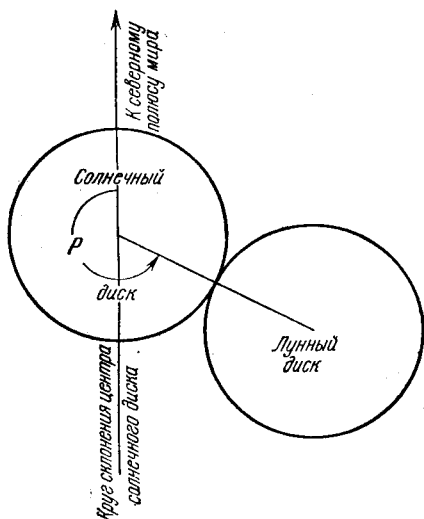 К северному
полюсу мира
Солнечный
P
диск
Лунный
диск
Круг склонения центра
солнечного диска